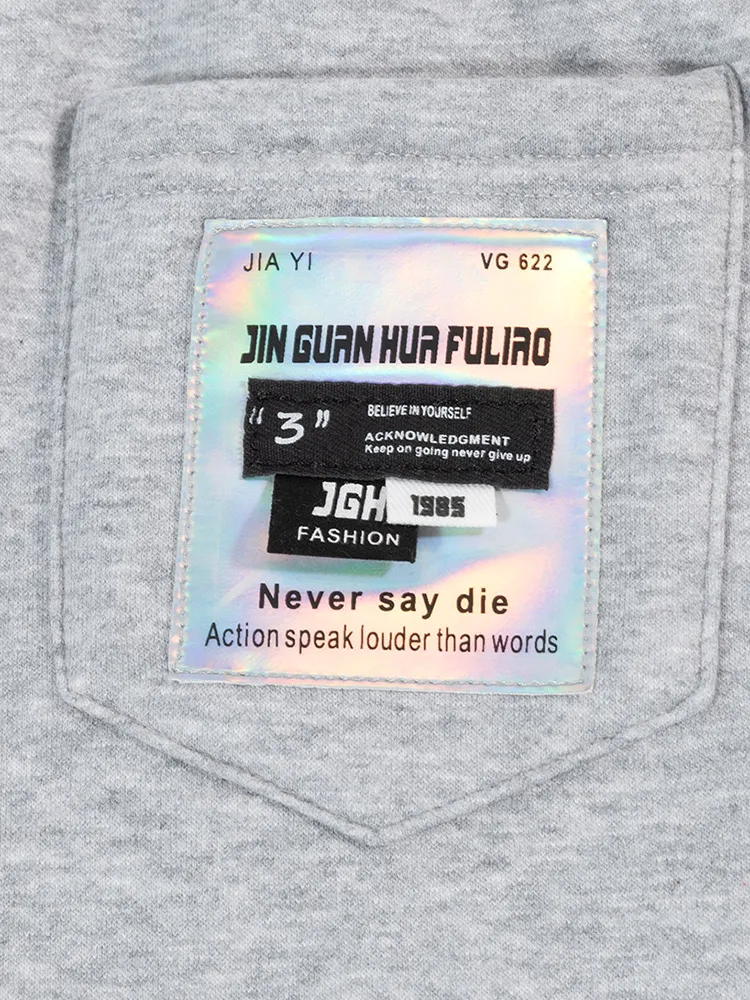 JIA YI VG 622
JIN GUAN HUA FULIAO
“3”
BELIEVE IN YOURSELF
ACKNOWLEDGMENT
Keep on going never give up
JGH
1985
FASHION
Never say die
Action speak louder than words